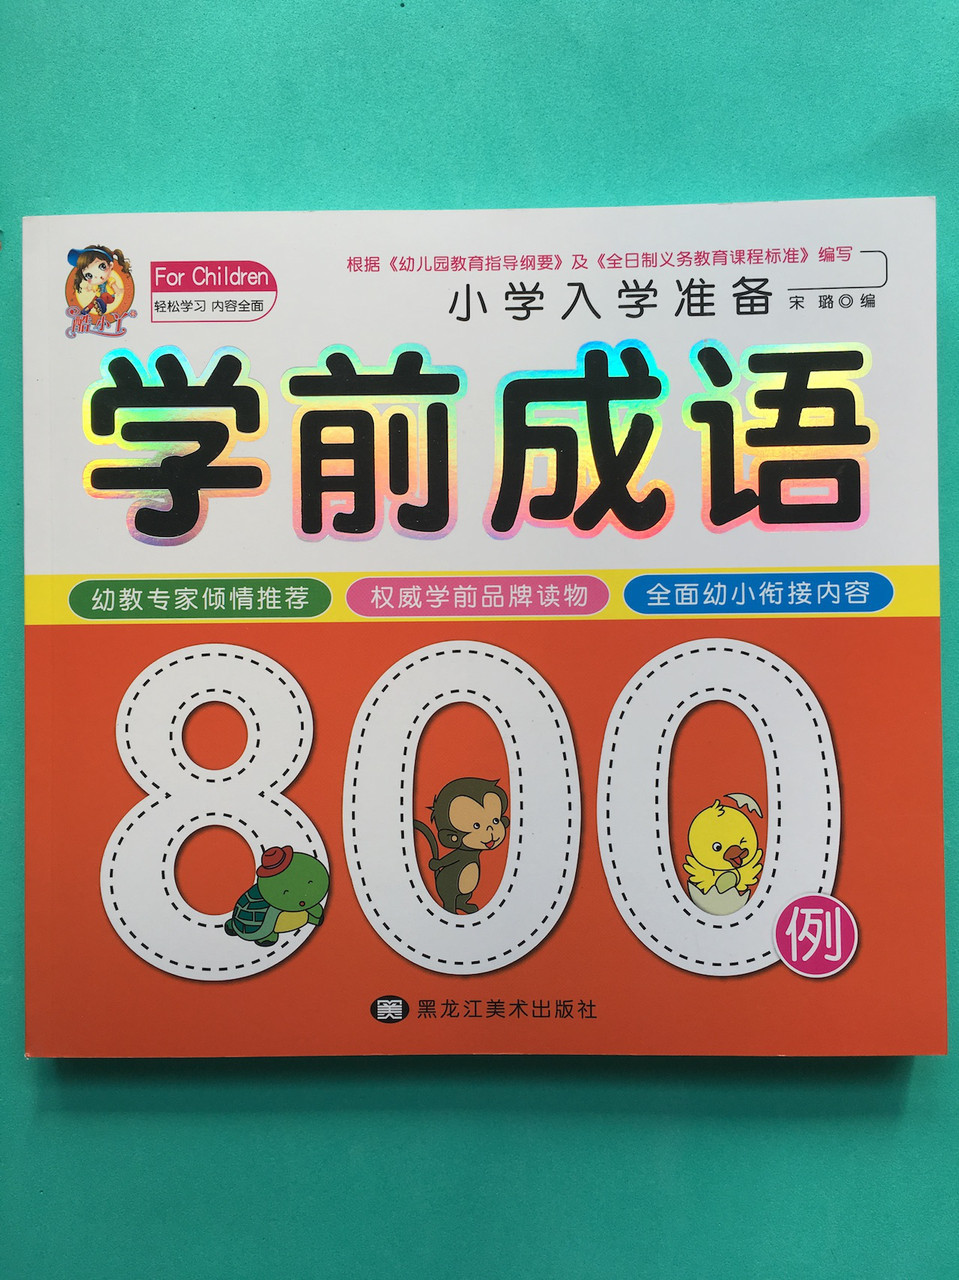 根据《幼儿园教育指导纲要》及《全日制义务教育课程标准》编写
For Children
轻松学习 内容全面
小学入学准备
宋 璐◎编
酷小丫
学前成语
幼教专家倾情推荐
权威学前品牌读物
全面幼小衔接内容
800
例
黑龙江美术出版社